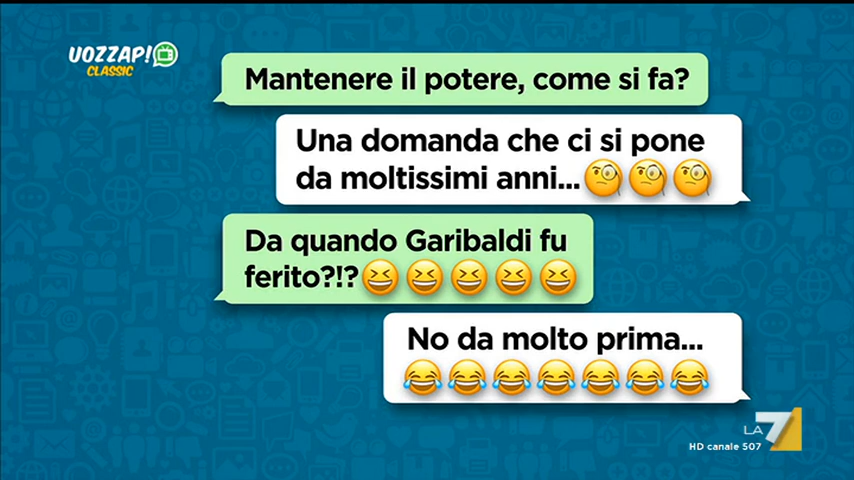 UOZZAP!
CLASSIC
Mantenere il potere, come si fa?
Una domanda che ci si pone
da moltissimi anni...🧐🧐🧐
Da quando Garibaldi fu
ferito?!?😆😆😆😆😆
No da molto prima...
😂😂😂😂😂😂😂
LA7
HD canale 507